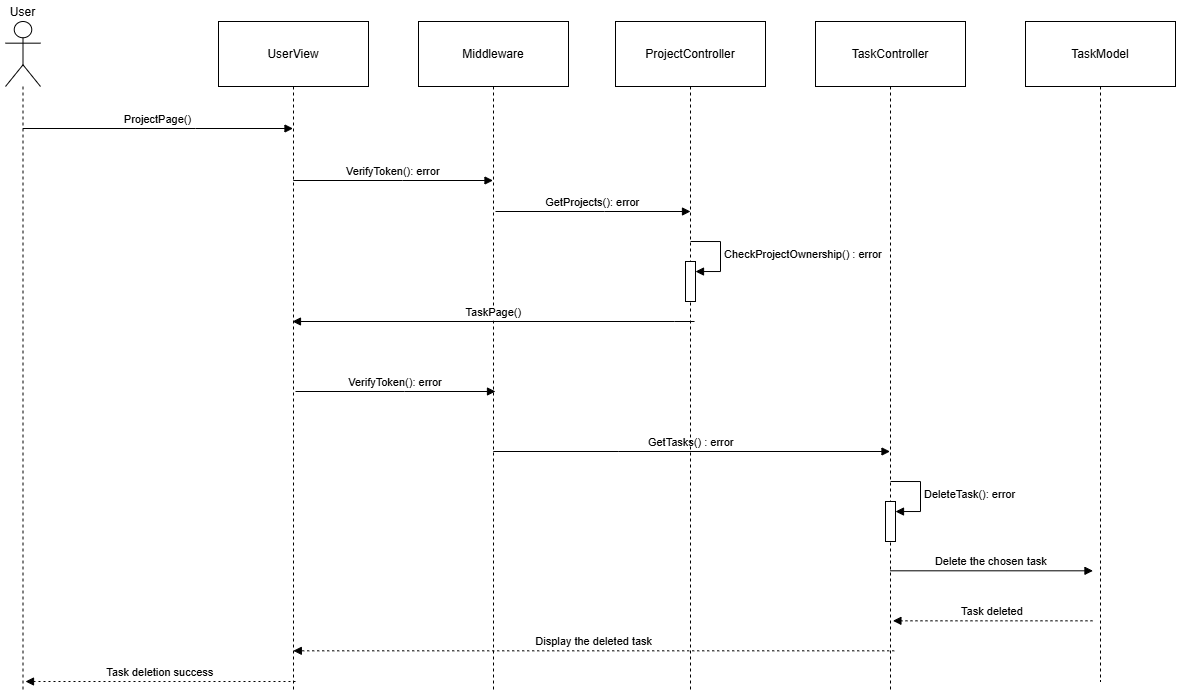 User
UserView
Middleware
ProjectController
TaskController
TaskModel
ProjectPage()
VerifyToken(): error
GetProjects(): error
CheckProjectOwnership() : error
TaskPage()
VerifyToken(): error
GetTasks() : error
DeleteTask(): error
Delete the chosen task
Task deleted
Display the deleted task
Task deletion success